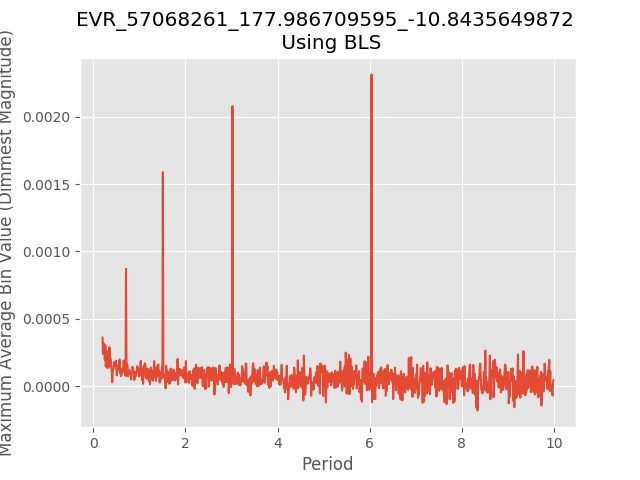 EVR_57068261_177.986709595_-10.8435649872
Using BLS
Maximum Average Bin Value (Dimmest Magnitude)
0.0020
0.0015
0.0010
0.0005
0.0000
0
2
4
6
8
10
Period